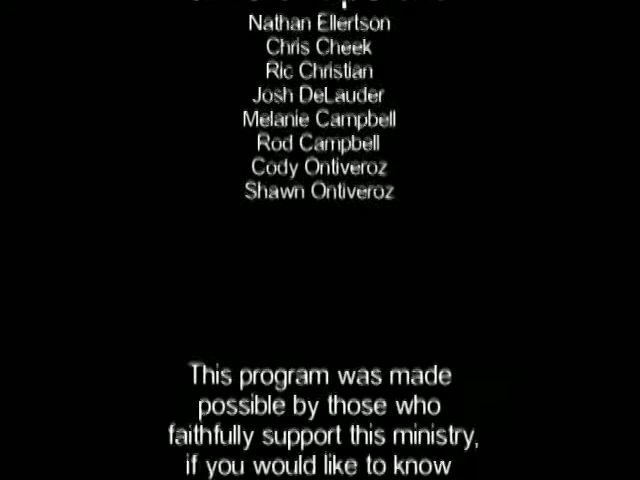 Nathan Ellertson
Chris Cheek
Ric Christian
Josh DeLauder
Melanie Campbell
Rod Campbell
Cody Ontiveroz
Shawn Ontiveroz
This program was made
possible by those who
faithfully support this ministry,
if you would like to know